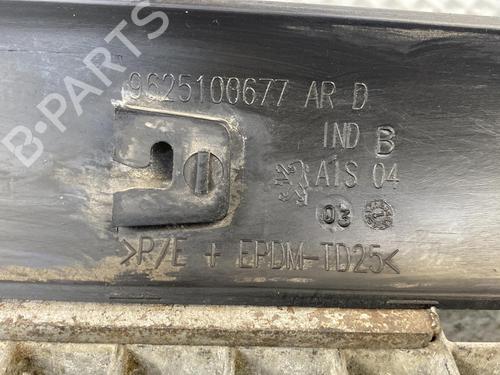 B-PARTS
9625100677 AR D
IND B
A1S 04
03
>P/E + EPDM-TD25<